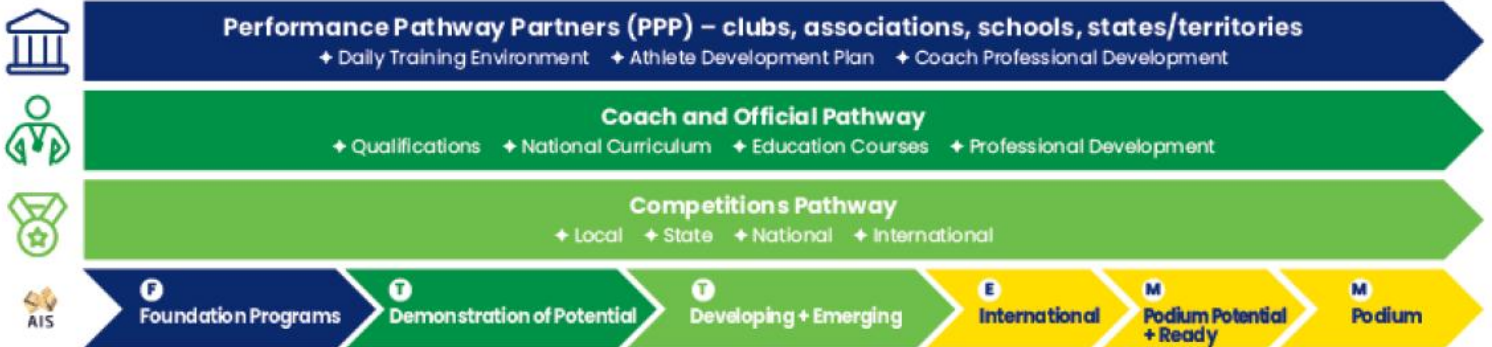 Performance Pathway Partners (PPP) – clubs, associations, schools, states/territories
✦ Daily Training Environment ✦ Athlete Development Plan ✦ Coach Professional Development
Coach and Official Pathway
✦ Qualifications ✦ National Curriculum ✦ Education Courses ✦ Professional Development
Competitions Pathway
✦ Local ✦ State ✦ National ✦ International
AIS
F
Foundation Programs
T
Demonstration of Potential
T
Developing + Emerging
E
International
M
Podium Potential
+ Ready
M
Podium